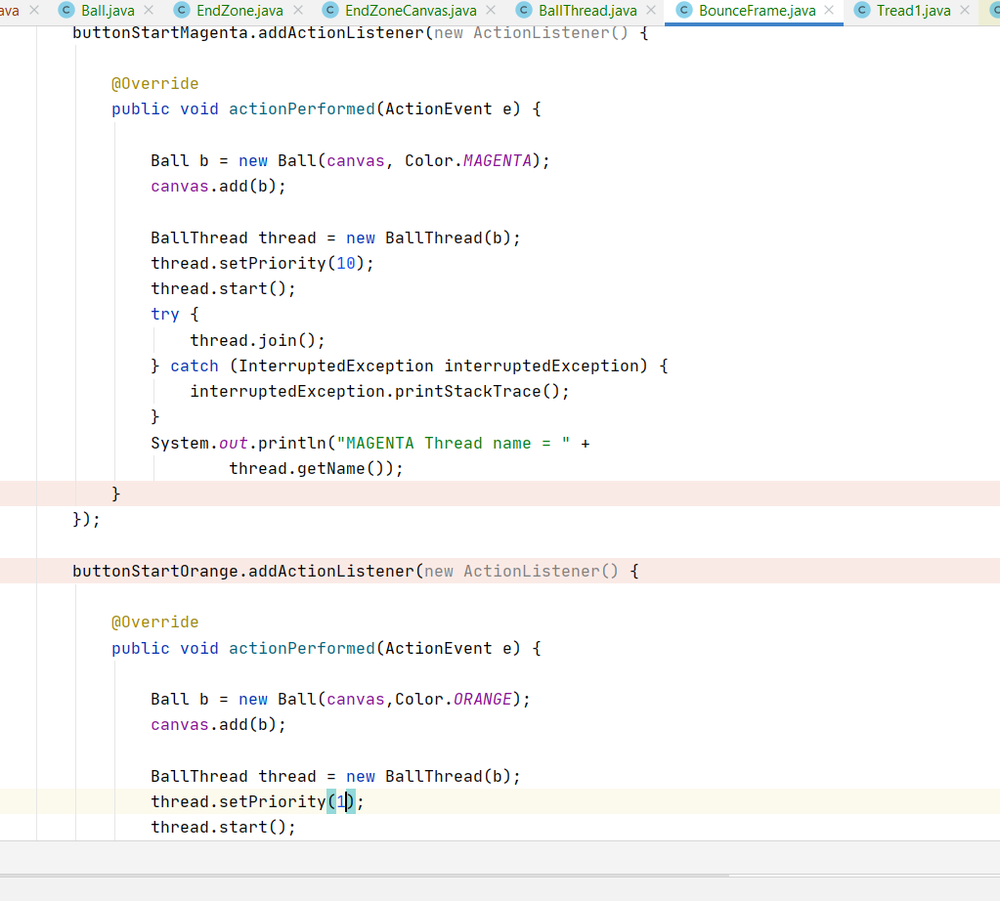 ava Ball.java EndZone.java EndZoneCanvas.java BallThread.java BounceFrame.java Tread1.java
buttonStartMagenta.addActionListener(new ActionListener() {
@Override
public void actionPerformed(ActionEvent e) {
Ball b = new Ball(canvas, Color.MAGENTA);
canvas.add(b);
BallThread thread = new BallThread(b);
thread.setPriority(10);
thread.start();
try {
thread.join();
} catch (InterruptedException interruptedException) {
interruptedException.printStackTrace();
}
System.out.println("MAGENTA Thread name = " +
thread.getName());
}
});
buttonStartOrange.addActionListener(new ActionListener() {
@Override
public void actionPerformed(ActionEvent e) {
Ball b = new Ball(canvas,Color.ORANGE);
canvas.add(b);
BallThread thread = new BallThread(b);
thread.setPriority(1);
thread.start();